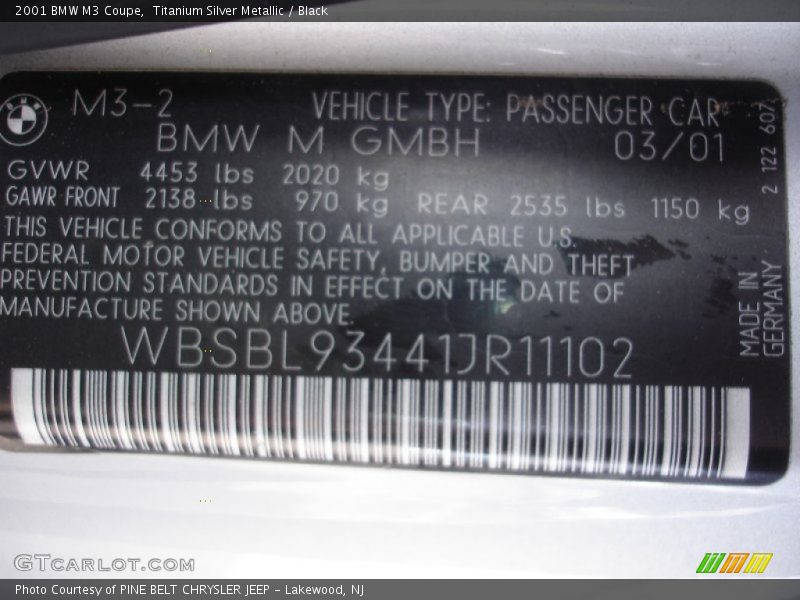 2001 BMW M3 Coupe,  Titanium Silver Metallic / Black
M3-2 VEHICLE TYPE: PASSENGER CAR
BMW M GMBH 03/01
GVWR 4453 lbs 2020 kg
GAWR FRONT 2138 lbs 970 kg REAR 2535 lbs 1150 kg
THIS VEHICLE CONFORMS TO ALL APPLICABLE U.S.
FEDERAL MOTOR VEHICLE SAFETY, BUMPER AND THEFT
PREVENTION STANDARDS IN EFFECT ON THE DATE OF
MANUFACTURE SHOWN ABOVE.
WBSBL93441JR11102
2 122 607
MADE IN
GERMANY
GTCARLOT.COM
Photo Courtesy of PINE BELT CHRYSLER JEEP - Lakewood, NJ